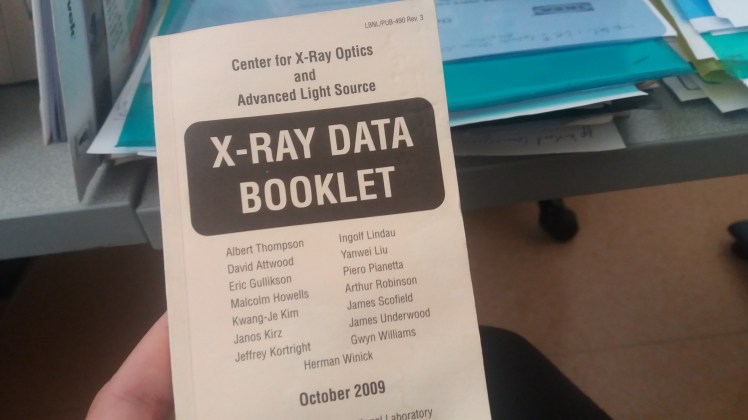 LBNL/PUB-490 Rev. 3
Center for X-Ray Optics
and
Advanced Light Source
X-RAY DATA
BOOKLET
Albert Thompson
David Attwood
Eric Gullikson
Malcolm Howells
Kwang-Je Kim
Janos Kirz
Jeffrey Kortright
Ingolf Lindau
Yanwei Liu
Piero Pianetta
Arthur Robinson
James Scofield
James Underwood
Gwyn Williams
Herman Winick
October 2009
Laboratory